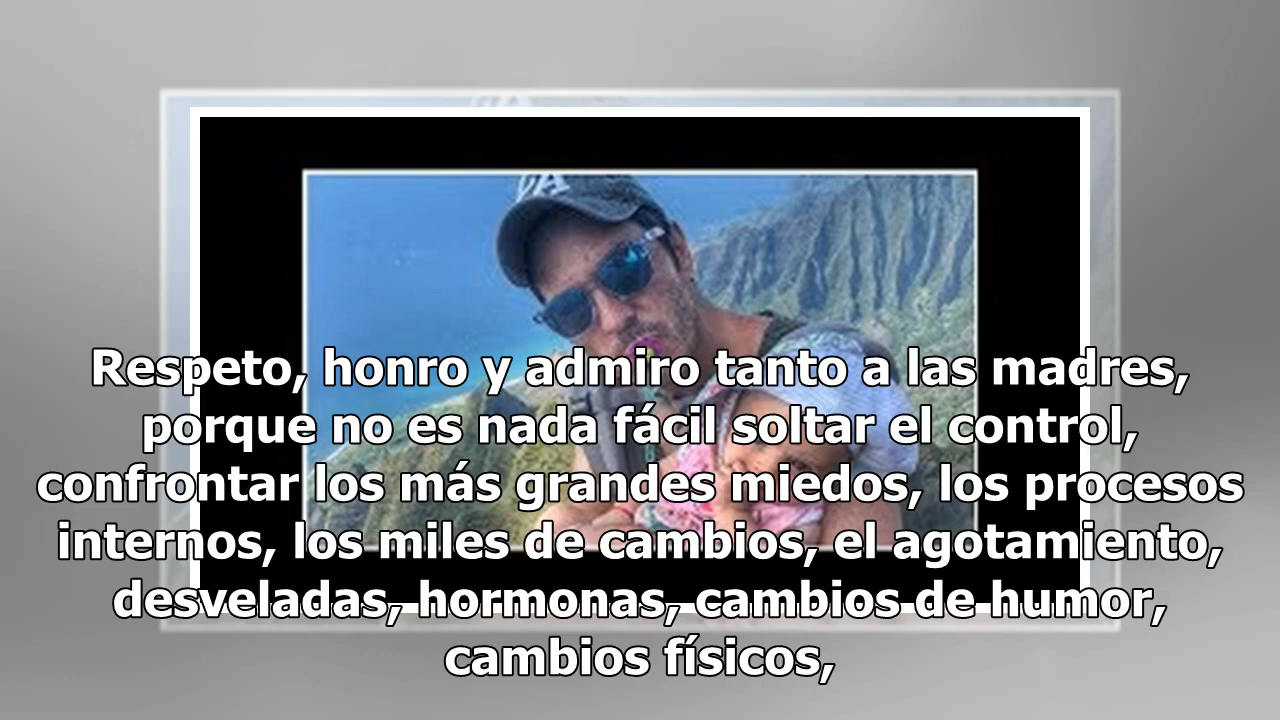 Respeto, honro y admiro tanto a las madres,
porque no es nada fácil soltar el control,
confrontar los más grandes miedos, los procesos
internos, los miles de cambios, el agotamiento,
desveladas, hormonas, cambios de humor,
cambios físicos,